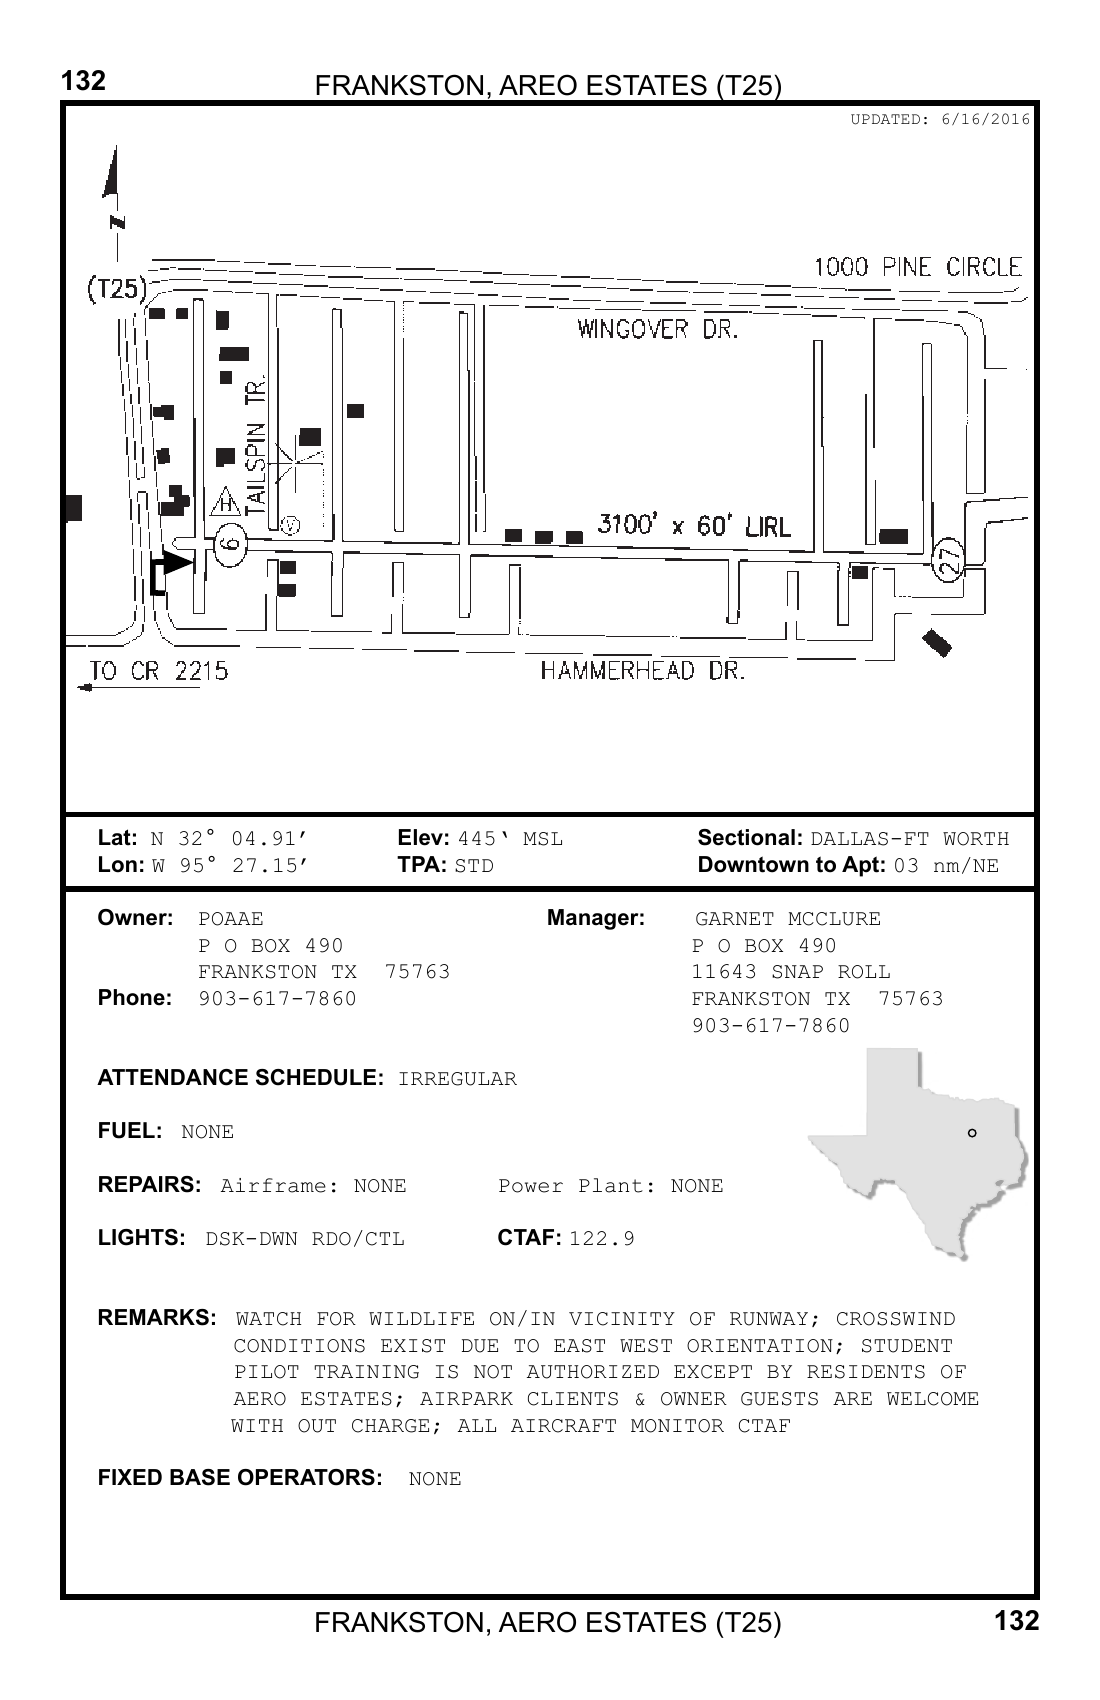 132
FRANKSTON, AREO ESTATES (T25)
UPDATED: 6/16/2016
N
(T25)
1000 PINE CIRCLE
WINGOVER DR.
TAILSPIN TR.
H
V
3100' x 60' LIRL
9
27
TO CR 2215
HAMMERHEAD DR.
Lat: N 32° 04.91′ Elev: 445‘ MSL Sectional: DALLAS-FT WORTH
Lon: W 95° 27.15′ TPA: STD Downtown to Apt: 03 nm/NE
Owner: POAAE Manager: GARNET MCCLURE
P O BOX 490 P O BOX 490
FRANKSTON TX 75763 11643 SNAP ROLL
Phone: 903-617-7860 FRANKSTON TX 75763
903-617-7860
ATTENDANCE SCHEDULE: IRREGULAR
FUEL: NONE
REPAIRS: Airframe: NONE Power Plant: NONE
LIGHTS: DSK-DWN RDO/CTL CTAF: 122.9
REMARKS: WATCH FOR WILDLIFE ON/IN VICINITY OF RUNWAY; CROSSWIND
CONDITIONS EXIST DUE TO EAST WEST ORIENTATION; STUDENT
PILOT TRAINING IS NOT AUTHORIZED EXCEPT BY RESIDENTS OF
AERO ESTATES; AIRPARK CLIENTS & OWNER GUESTS ARE WELCOME
WITH OUT CHARGE; ALL AIRCRAFT MONITOR CTAF
FIXED BASE OPERATORS: NONE
FRANKSTON, AERO ESTATES (T25)
132